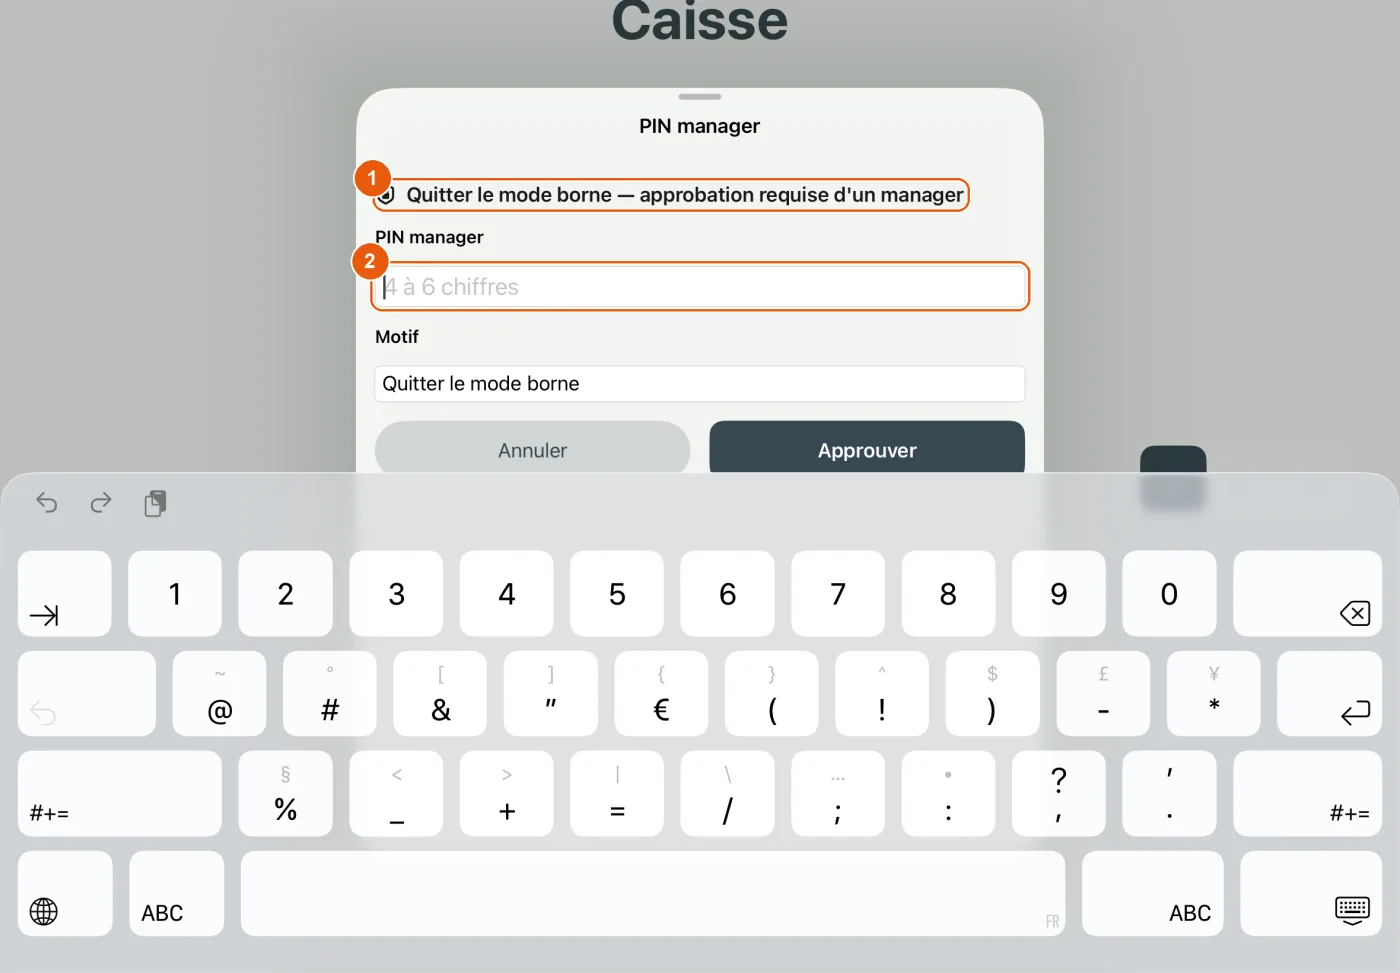 Caisse
PIN manager
1
Quitter le mode borne — approbation requise d'un manager
PIN manager
2
4 à 6 chiffres
Motif
Quitter le mode borne
Annuler Approuver
1 2 3 4 5 6 7 8 9 0
~ ° [ ] { } ^ $ £ ¥
@ # & " € ( ! ) - *
§ < > | \ … • ?  '
#+= % _ + = / ; : , . #+=
ABC FR ABC